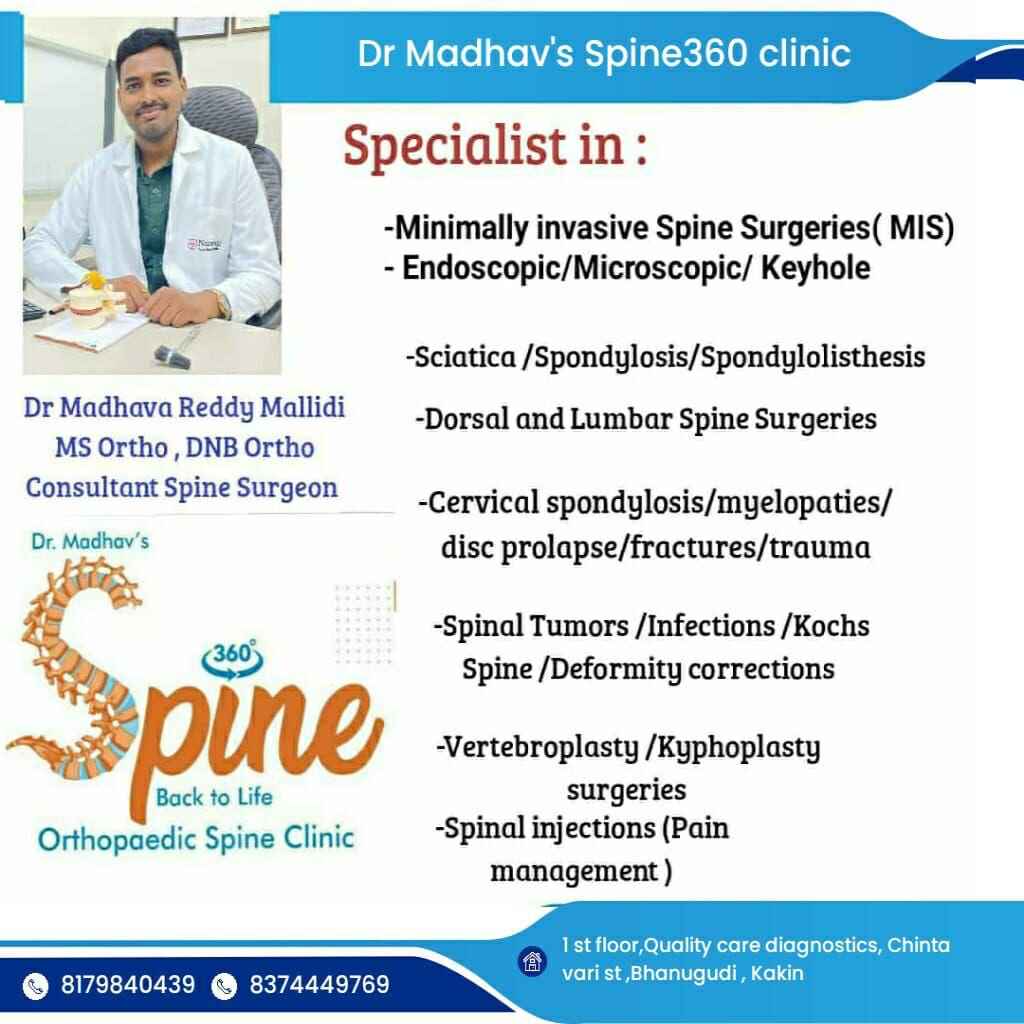 Dr Madhav's Spine360 clinic
Specialist in :
-Minimally invasive Spine Surgeries( MIS)
- Endoscopic/Microscopic/ Keyhole
-Sciatica /Spondylosis/Spondylolisthesis
-Dorsal and Lumbar Spine Surgeries
-Cervical spondylosis/myelopaties/
disc prolapse/fractures/trauma
-Spinal Tumors /Infections /Kochs
Spine /Deformity corrections
-Vertebroplasty /Kyphoplasty
surgeries
-Spinal injections (Pain
management )
Dr Madhava Reddy Mallidi
MS Ortho , DNB Ortho
Consultant Spine Surgeon
Dr. Madhav's
360°
Spine
Back to Life
Orthopaedic Spine Clinic
8179840439 8374449769
1 st floor,Quality care diagnostics, Chinta
vari st ,Bhanugudi , Kakin